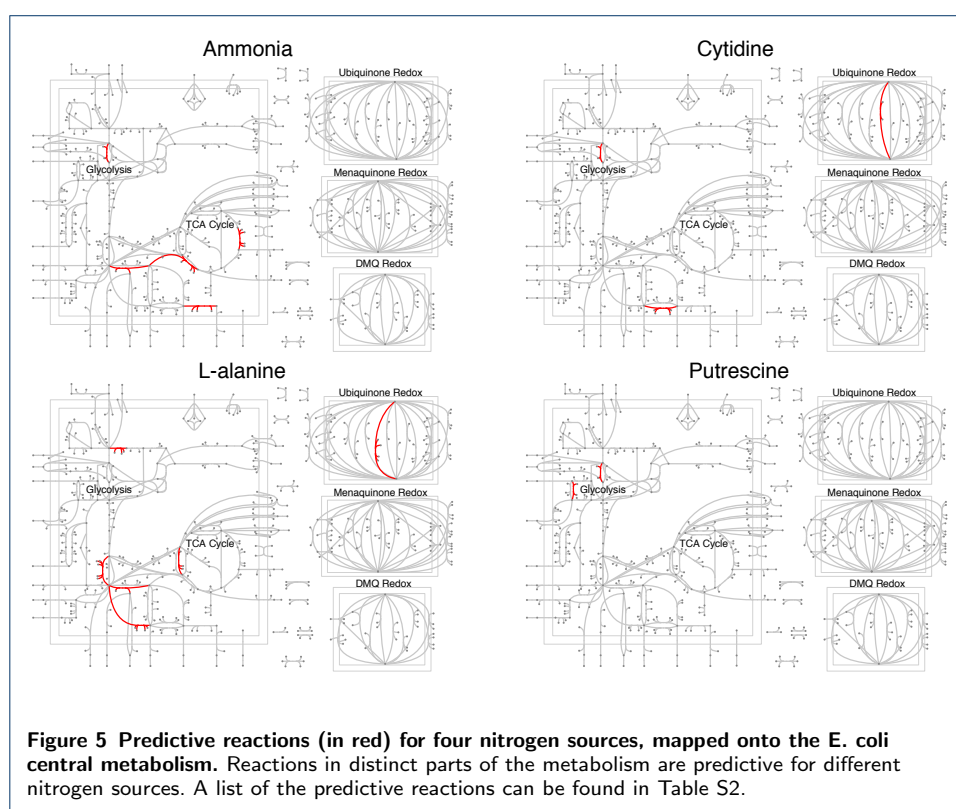 Ammonia
Ubiquinone Redox
Glycolysis
Menaquinone Redox
TCA Cycle
DMQ Redox
Cytidine
Ubiquinone Redox
Glycolysis
Menaquinone Redox
TCA Cycle
DMQ Redox
L-alanine
Ubiquinone Redox
Glycolysis
Menaquinone Redox
TCA Cycle
DMQ Redox
Putrescine
Ubiquinone Redox
Glycolysis
Menaquinone Redox
TCA Cycle
DMQ Redox
Figure 5 Predictive reactions (in red) for four nitrogen sources, mapped onto the E. coli
central metabolism. Reactions in distinct parts of the metabolism are predictive for different
nitrogen sources. A list of the predictive reactions can be found in Table S2.